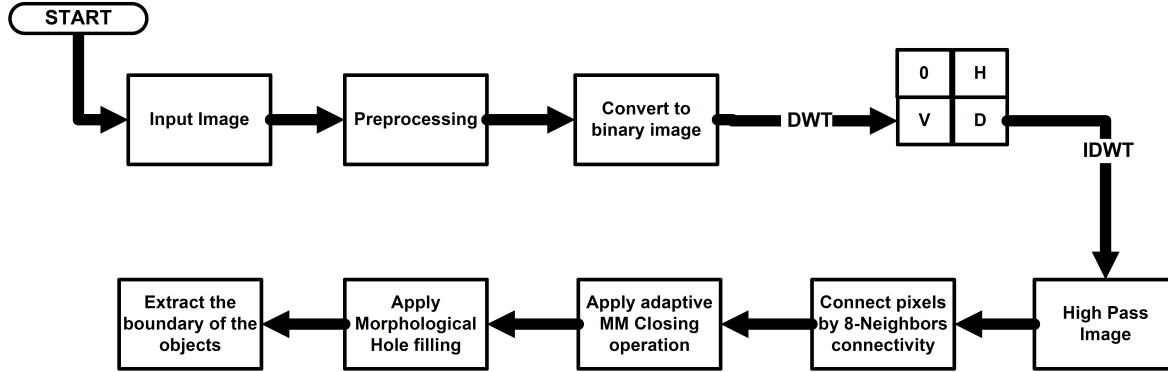 START
Input Image
Preprocessing
Convert to
binary image
DWT
0 H
V D
IDWT
High Pass
Image
Connect pixels
by 8-Neighbors
connectivity
Apply adaptive
MM Closing
operation
Apply
Morphological
Hole filling
Extract the
boundary of the
objects